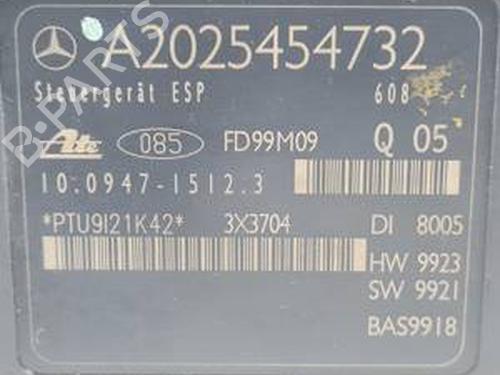 A2025454732
Steuergerät ESP 608
Ate 085 FD99M09 Q 05
10.0947-1512.3
*PTU9I21K42* 3X3704 DI 8005
HW 9923
SW 9921
BAS9918
B-PARTS